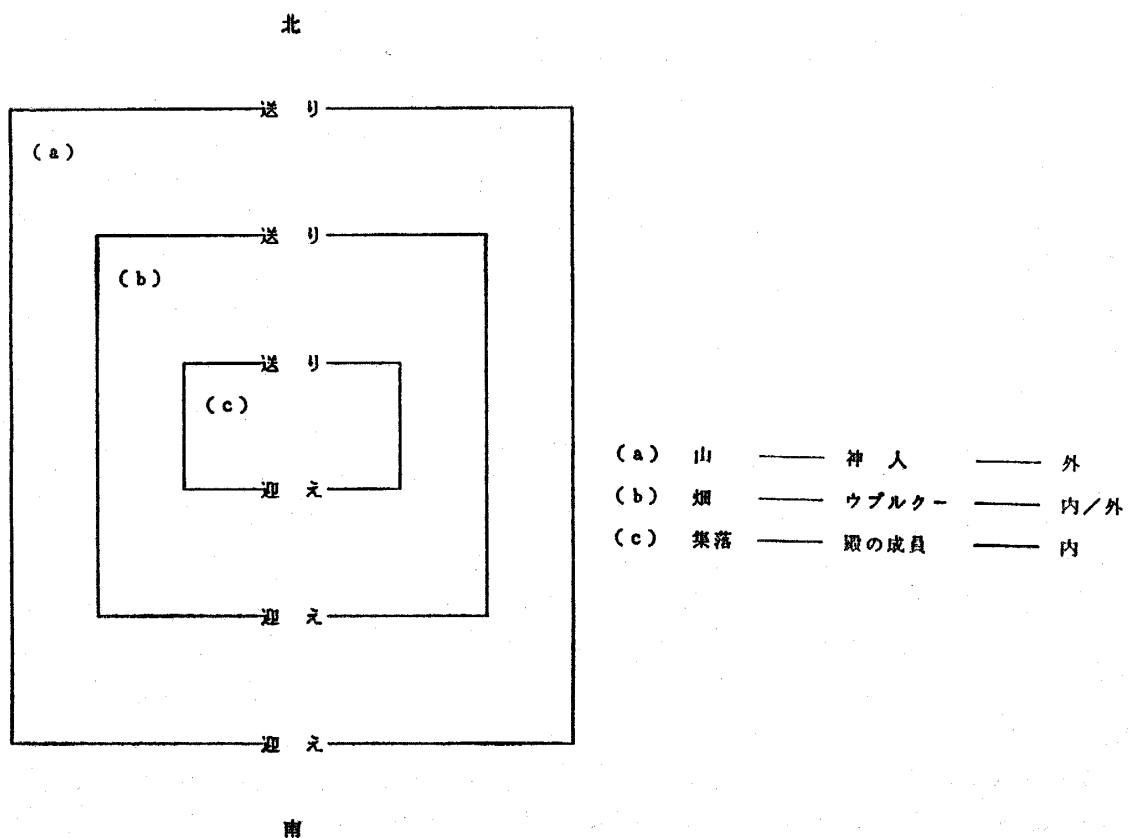 北
送り
(a)
送り
(b)
送り
(c)
迎え
迎え
迎え
南
(a) 山 ―― 神人 ―― 外
(b) 畑 ―― ウプルクー ―― 内/外
(c) 集落 ―― 殿の成員 ―― 内